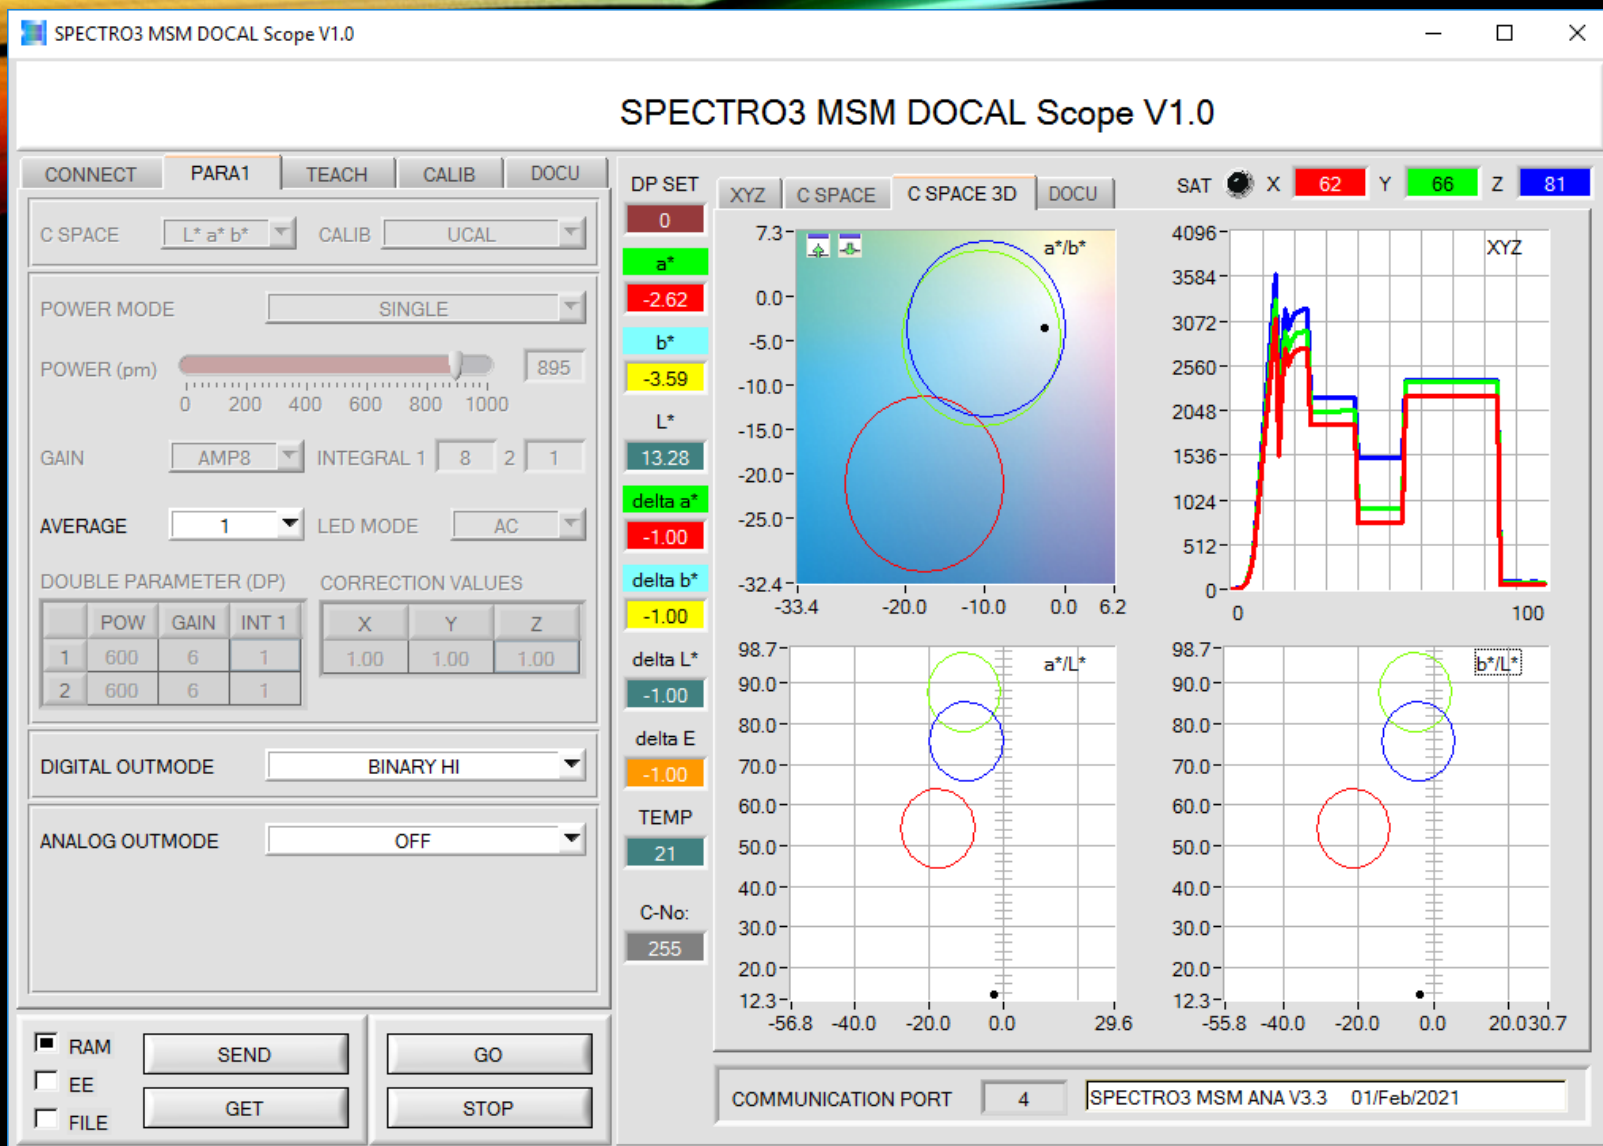 SPECTRO3 MSM DOCAL Scope V1.0
SPECTRO3 MSM DOCAL Scope V1.0
CONNECT PARA1 TEACH CALIB DOCU
C SPACE L* a* b* CALIB UCAL
POWER MODE SINGLE
POWER (pm) 895
0 200 400 600 800 1000
GAIN AMP8 INTEGRAL 1 8 2 1
AVERAGE 1 LED MODE AC
DOUBLE PARAMETER (DP) CORRECTION VALUES
POW GAIN INT 1 X Y Z
1 600 6 1 1.00 1.00 1.00
2 600 6 1
DIGITAL OUTMODE BINARY HI
ANALOG OUTMODE OFF
RAM
EE
FILE
SEND GO
GET STOP
DP SET
0
a*
-2.62
b*
-3.59
L*
13.28
delta a*
-1.00
delta b*
-1.00
delta L*
-1.00
delta E
-1.00
TEMP
21
C-No:
255
XYZ C SPACE C SPACE 3D DOCU
SAT X 62 Y 66 Z 81
a*/b*
7.3
0.0
-5.0
-10.0
-15.0
-20.0
-25.0
-32.4
-33.4 -20.0 -10.0 0.0 6.2
XYZ
4096
3584
3072
2560
2048
1536
1024
512
0
0 100
a*/L*
98.7
90.0
80.0
70.0
60.0
50.0
40.0
30.0
20.0
12.3
-56.8 -40.0 -20.0 0.0 29.6
b*/L*
98.7
90.0
80.0
70.0
60.0
50.0
40.0
30.0
20.0
12.3
-55.8 -40.0 -20.0 0.0 20.030.7
COMMUNICATION PORT 4 SPECTRO3 MSM ANA V3.3 01/Feb/2021